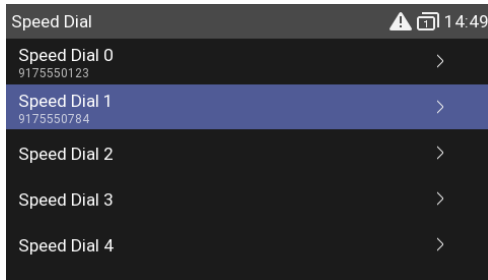 Speed Dial 1 14:49
Speed Dial 0
9175550123
Speed Dial 1
9175550784
Speed Dial 2
Speed Dial 3
Speed Dial 4